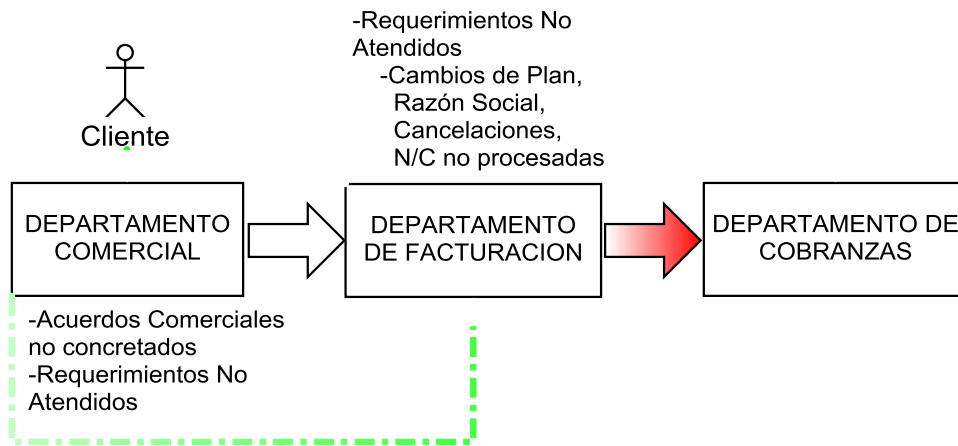 -Requerimientos No
Atendidos
-Cambios de Plan,
Razón Social,
Cancelaciones,
N/C no procesadas
Cliente
DEPARTAMENTO
COMERCIAL
DEPARTAMENTO
DE FACTURACION
DEPARTAMENTO DE
COBRANZAS
-Acuerdos Comerciales
no concretados
-Requerimientos No
Atendidos